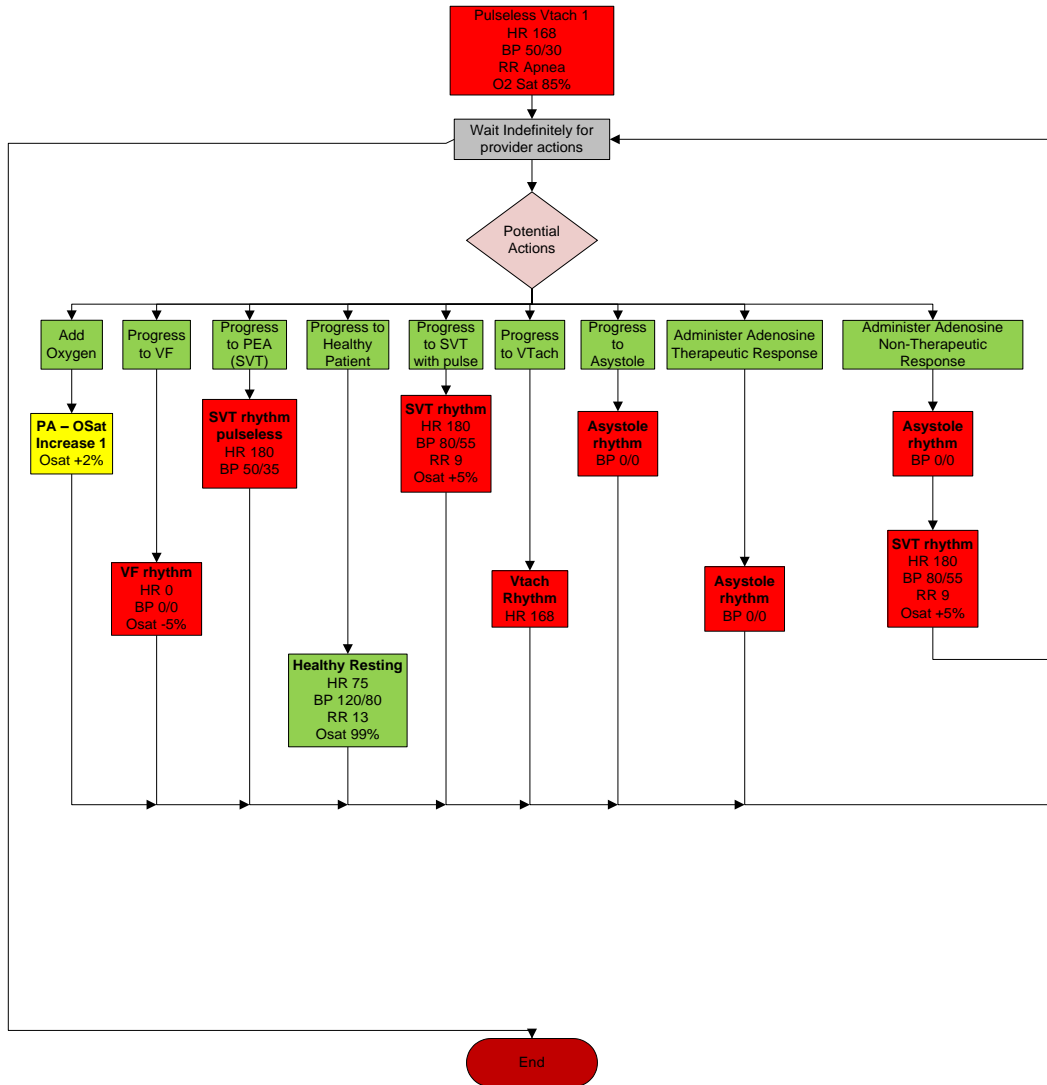 Pulseless Vtach 1
HR 168
BP 50/30
RR Apnea
O2 Sat 85%
Wait Indefinitely for
provider actions
Potential
Actions
Add
Oxygen
Progress
to VF
Progress
to PEA
(SVT)
Progress to
Healthy
Patient
Progress
to SVT
with pulse
Progress
to VTach
Progress
to
Asystole
Administer Adenosine
Therapeutic Response
Administer Adenosine
Non-Therapeutic
Response
PA – OSat
Increase 1
Osat +2%
SVT rhythm
pulseless
HR 180
BP 50/35
SVT rhythm
HR 180
BP 80/55
RR 9
Osat +5%
Asystole
rhythm
BP 0/0
Asystole
rhythm
BP 0/0
VF rhythm
HR 0
BP 0/0
Osat -5%
Vtach
Rhythm
HR 168
Asystole
rhythm
BP 0/0
SVT rhythm
HR 180
BP 80/55
RR 9
Osat +5%
Healthy Resting
HR 75
BP 120/80
RR 13
Osat 99%
End